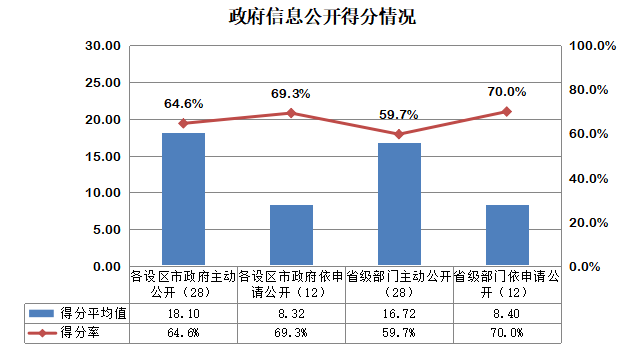 政府信息公开得分情况
30.00
25.00
20.00
15.00
10.00
5.00
0.00
100.0%
80.0%
60.0%
40.0%
20.0%
0.0%
64.6%
69.3%
59.7%
70.0%
各设区市政府主动
公开（28）
各设区市政府依申
请公开（12）
省级部门主动公开
（28）
省级部门依申请公
开（12）
得分平均值 18.10 8.32 16.72 8.40
得分率 64.6% 69.3% 59.7% 70.0%